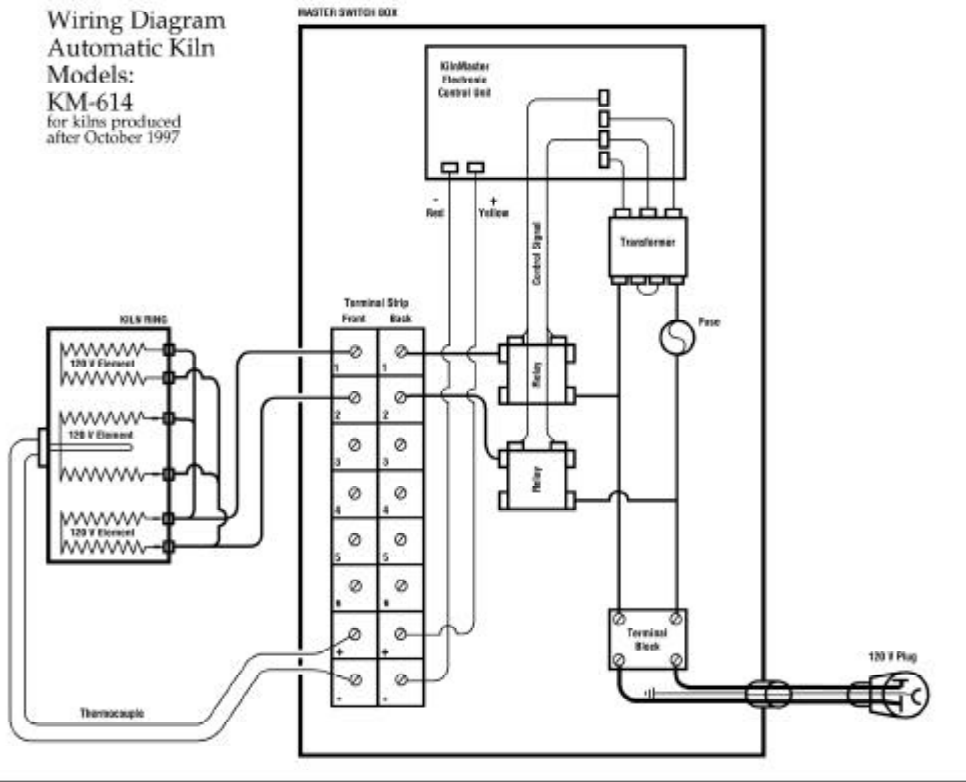 Wiring Diagram
Automatic Kiln
Models:
KM-614
for kilns produced
after October 1997
MASTER SWITCH BOX
KilnMaster
Electronic
Control Unit
-
Red
+
Yellow
Control Signal
Transformer
Fuse
Terminal Strip
Front
Back
KILN RING
120 V Element
120 V Element
120 V Element
1
1
2
2
3
3
4
4
5
5
6
6
+
+
-
-
Relay
Relay
Terminal
Block
120 V Plug
Thermocouple